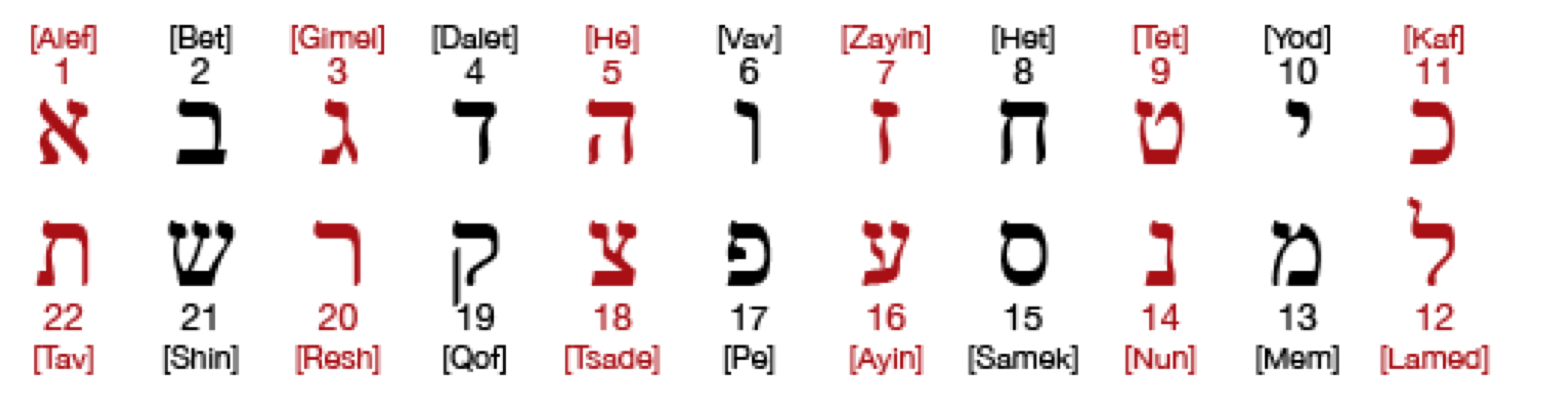 [Alef] [Bet] [Gimel] [Dalet] [He] [Vav] [Zayin] [Het] [Tet] [Yod] [Kaf]
1 2 3 4 5 6 7 8 9 10 11
א ב ג ד ה ו ז ח ט י כ
ת ש ר ק צ פ ע ס נ מ ל
22 21 20 19 18 17 16 15 14 13 12
[Tav] [Shin] [Resh] [Qof] [Tsade] [Pe] [Ayin] [Samek] [Nun] [Mem] [Lamed]